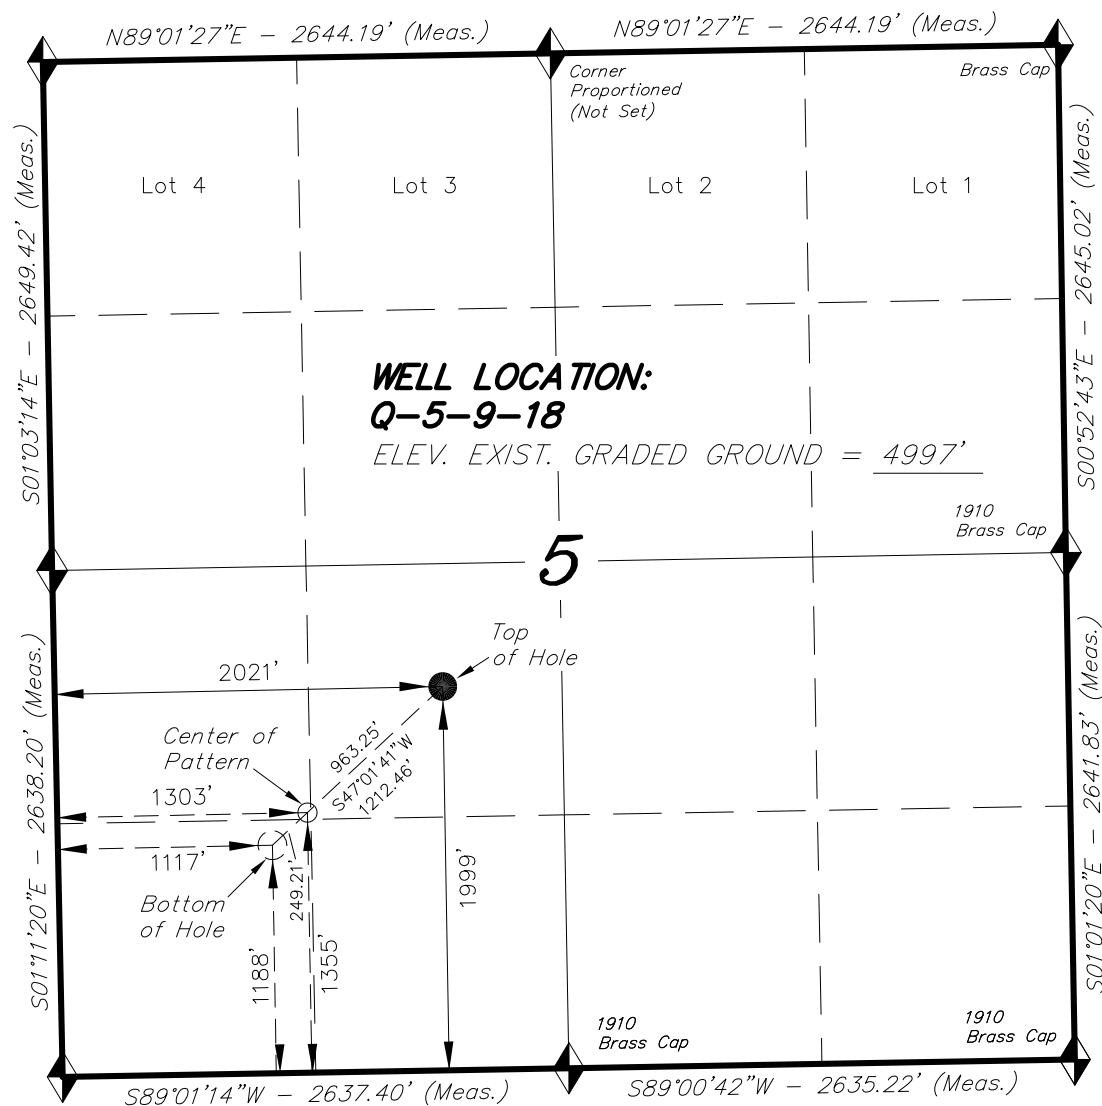 N89°01'27"E - 2644.19' (Meas.)
N89°01'27"E - 2644.19' (Meas.)
Corner
Proportioned
(Not Set)
Brass Cap
S01°03'14"E - 2649.42' (Meas.)
Lot 4
Lot 3
Lot 2
Lot 1
S00°52'43"E - 2645.02' (Meas.)
WELL LOCATION:
Q-5-9-18
ELEV. EXIST. GRADED GROUND = 4997'
1910
Brass Cap
5
Top
of Hole
2021'
S01°11'20"E - 2638.20' (Meas.)
Center of
Pattern
963.25'
S47°01'41"W
1212.46'
1303'
1117'
249.21'
Bottom
of Hole
1188'
1355'
1999'
S01°01'20"E - 2641.83' (Meas.)
1910
Brass Cap
1910
Brass Cap
S89°01'14"W - 2637.40' (Meas.)
S89°00'42"W - 2635.22' (Meas.)